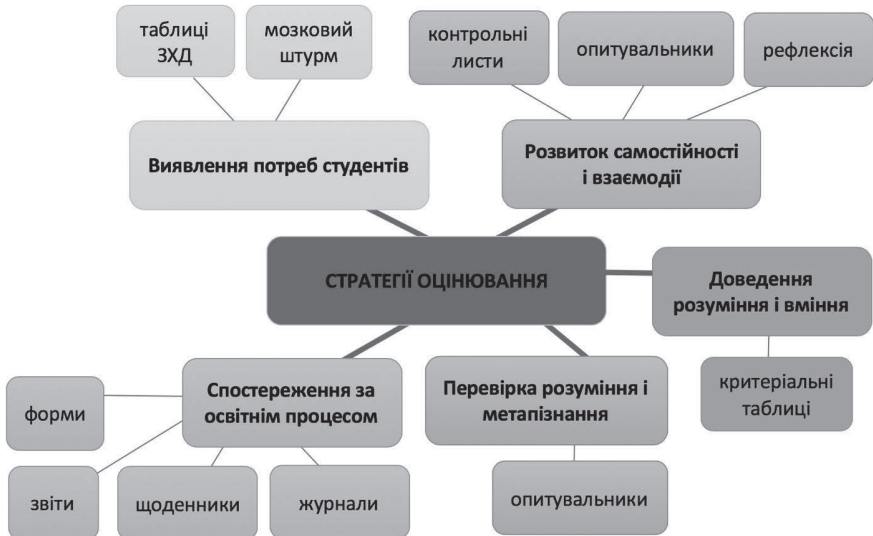 таблиці
ЗХД
мозковий
штурм
контрольні
листи
опитувальники
рефлексія
Виявлення потреб студентів
Розвиток самостійності
і взаємодії
СТРАТЕГІЇ ОЦІНЮВАННЯ
Доведення
розуміння і вміння
критеріальні
таблиці
Спостереження за
освітнім процесом
Перевірка розуміння і
метапізнання
форми
звіти
щоденники
журнали
опитувальники